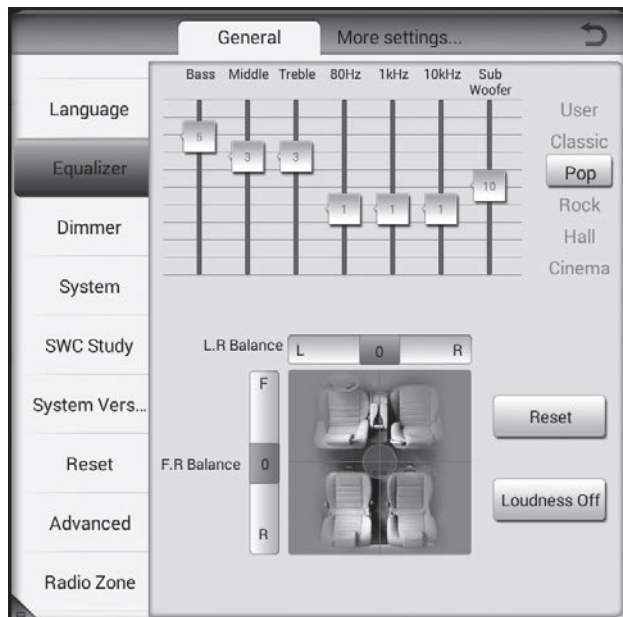 General
More settings...
Language
Equalizer
Dimmer
System
SWC Study
System Vers...
Reset
Advanced
Radio Zone
Bass Middle Treble 80Hz 1kHz 10kHz Sub
Woofer
5
3
3
1
1
1
10
User
Classic
Pop
Rock
Hall
Cinema
L.R Balance
L 0 R
F.R Balance
F
0
R
Reset
Loudness Off